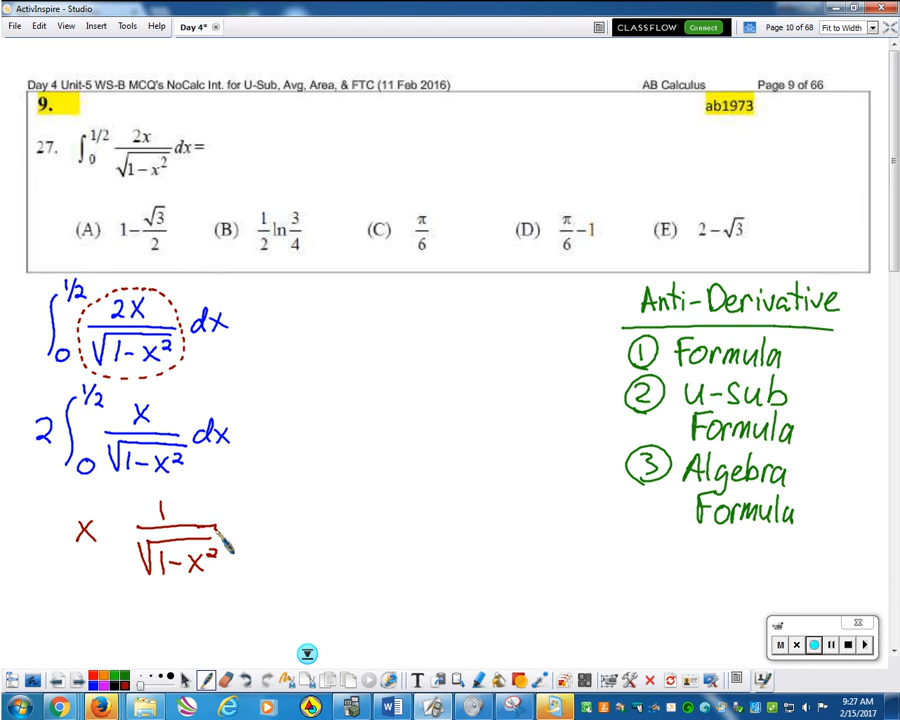 ActivInspire - Studio
File Edit View Insert Tools Help
Day 4*
CLASSFLOW Connect
Page 10 of 68
Fit to Width
Day 4 Unit-5 WS-B MCQ's NoCalc Int. for U-Sub, Avg, Area, & FTC (11 Feb 2016) AB Calculus Page 9 of 66
9. ab1973
27. ∫₀^{1/2} 2x/√(1−x²) dx=
(A) 1−√3/2 (B) 1/2 ln 3/4 (C) π/6 (D) π/6−1 (E) 2−√3
∫₀^{1/2} 2x/√(1−x²) dx
2∫₀^{1/2} x/√(1−x²) dx
x 1/√(1−x²)
Anti-Derivative
① Formula
② u-sub
Formula
③ Algebra
Formula
M
T
9:27 AM
2/15/2017